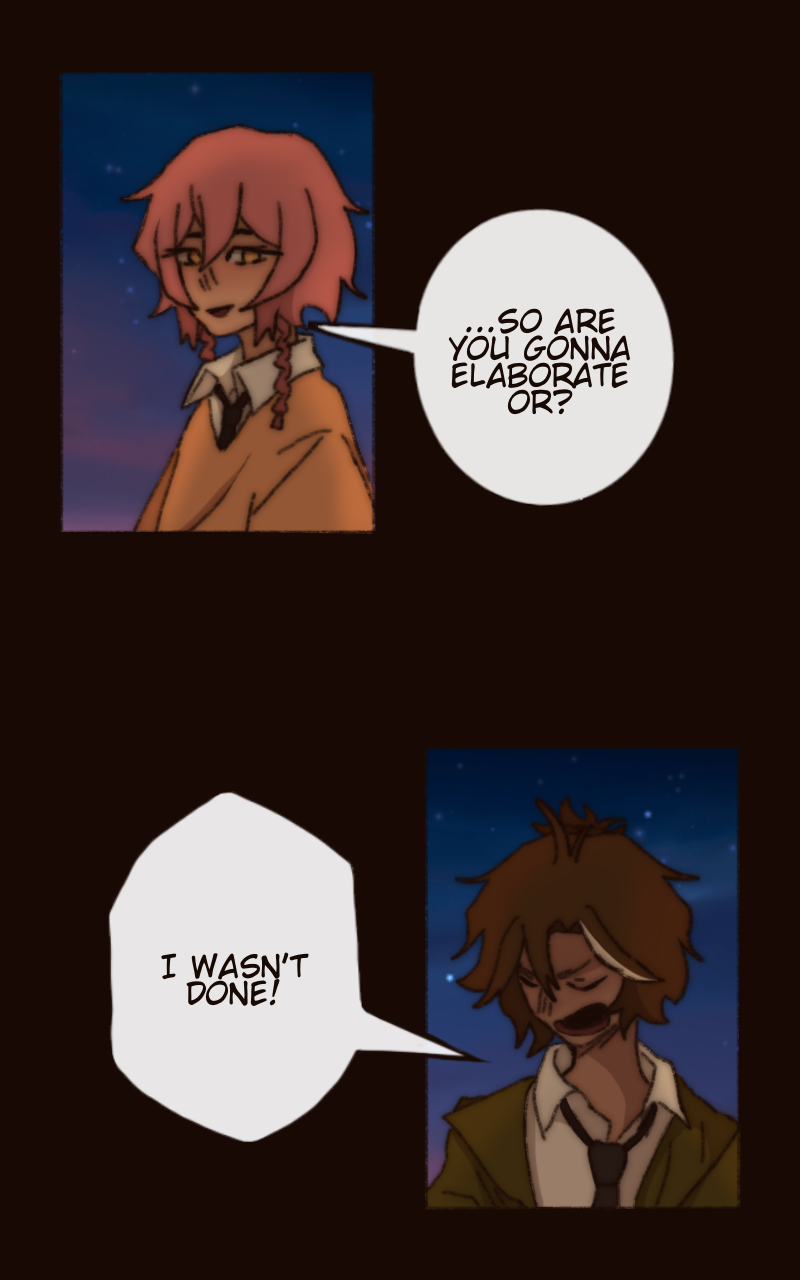 ...SO ARE
YOU GONNA
ELABORATE
OR?
I WASN'T
DONE!